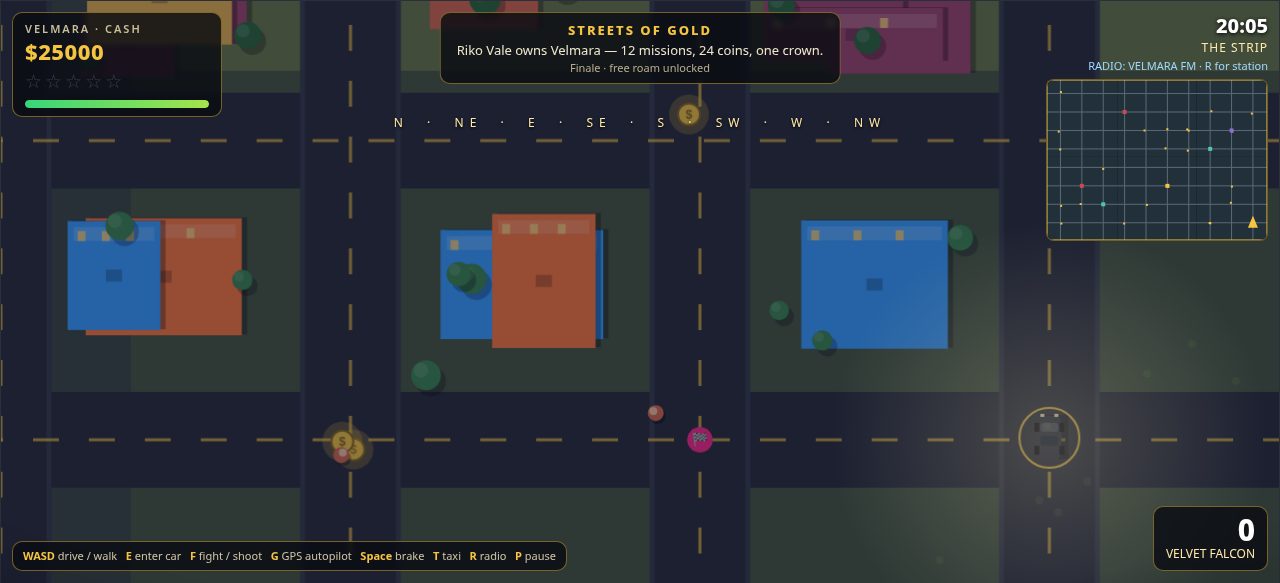 VELMARA · CASH
$25000
☆☆☆☆☆
STREETS OF GOLD
Riko Vale owns Velmara — 12 missions, 24 coins, one crown.
Finale · free roam unlocked
20:05
THE STRIP
RADIO: VELMARA FM · R for station
N · NE · E · SE · S · SW · W · NW
$
$
WASD drive / walk E enter car F fight / shoot G GPS autopilot Space brake T taxi R radio P pause
0
VELVET FALCON